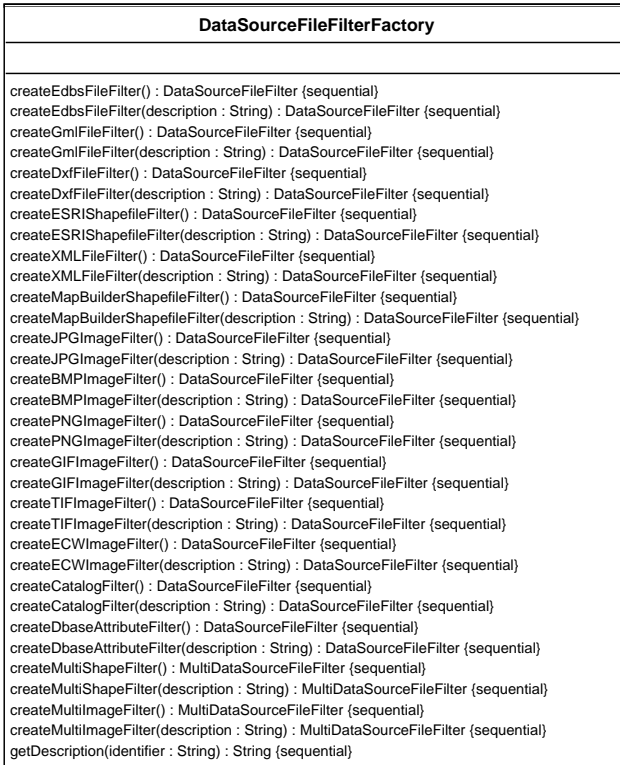 DataSourceFileFilterFactory
createEdbsFileFilter() : DataSourceFileFilter {sequential}
createEdbsFileFilter(description : String) : DataSourceFileFilter {sequential}
createGmlFileFilter() : DataSourceFileFilter {sequential}
createGmlFileFilter(description : String) : DataSourceFileFilter {sequential}
createDxfFileFilter() : DataSourceFileFilter {sequential}
createDxfFileFilter(description : String) : DataSourceFileFilter {sequential}
createESRIShapefileFilter() : DataSourceFileFilter {sequential}
createESRIShapefileFilter(description : String) : DataSourceFileFilter {sequential}
createXMLFileFilter() : DataSourceFileFilter {sequential}
createXMLFileFilter(description : String) : DataSourceFileFilter {sequential}
createMapBuilderShapefileFilter() : DataSourceFileFilter {sequential}
createMapBuilderShapefileFilter(description : String) : DataSourceFileFilter {sequential}
createJPGImageFilter() : DataSourceFileFilter {sequential}
createJPGImageFilter(description : String) : DataSourceFileFilter {sequential}
createBMPImageFilter() : DataSourceFileFilter {sequential}
createBMPImageFilter(description : String) : DataSourceFileFilter {sequential}
createPNGImageFilter() : DataSourceFileFilter {sequential}
createPNGImageFilter(description : String) : DataSourceFileFilter {sequential}
createGIFImageFilter() : DataSourceFileFilter {sequential}
createGIFImageFilter(description : String) : DataSourceFileFilter {sequential}
createTIFImageFilter() : DataSourceFileFilter {sequential}
createTIFImageFilter(description : String) : DataSourceFileFilter {sequential}
createECWImageFilter() : DataSourceFileFilter {sequential}
createECWImageFilter(description : String) : DataSourceFileFilter {sequential}
createCatalogFilter() : DataSourceFileFilter {sequential}
createCatalogFilter(description : String) : DataSourceFileFilter {sequential}
createDbaseAttributeFilter() : DataSourceFileFilter {sequential}
createDbaseAttributeFilter(description : String) : DataSourceFileFilter {sequential}
createMultiShapeFilter() : MultiDataSourceFileFilter {sequential}
createMultiShapeFilter(description : String) : MultiDataSourceFileFilter {sequential}
createMultiImageFilter() : MultiDataSourceFileFilter {sequential}
createMultiImageFilter(description : String) : MultiDataSourceFileFilter {sequential}
getDescription(identifier : String) : String {sequential}